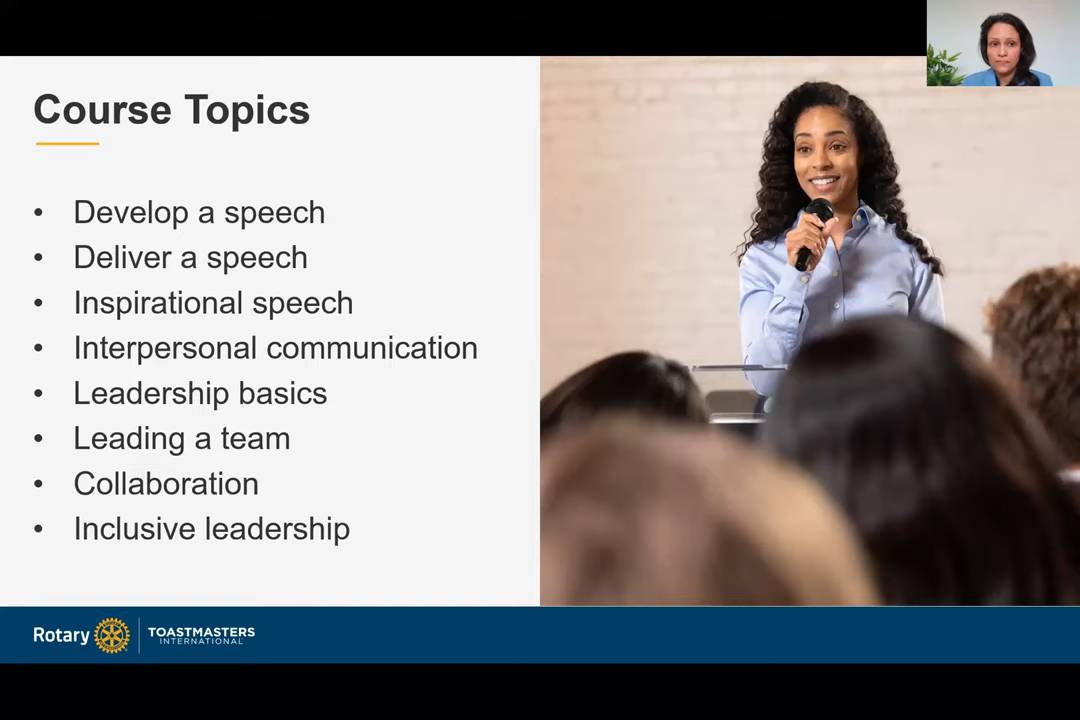 Course Topics
• Develop a speech
• Deliver a speech
• Inspirational speech
• Interpersonal communication
• Leadership basics
• Leading a team
• Collaboration
• Inclusive leadership
Rotary
TOASTMASTERS
INTERNATIONAL